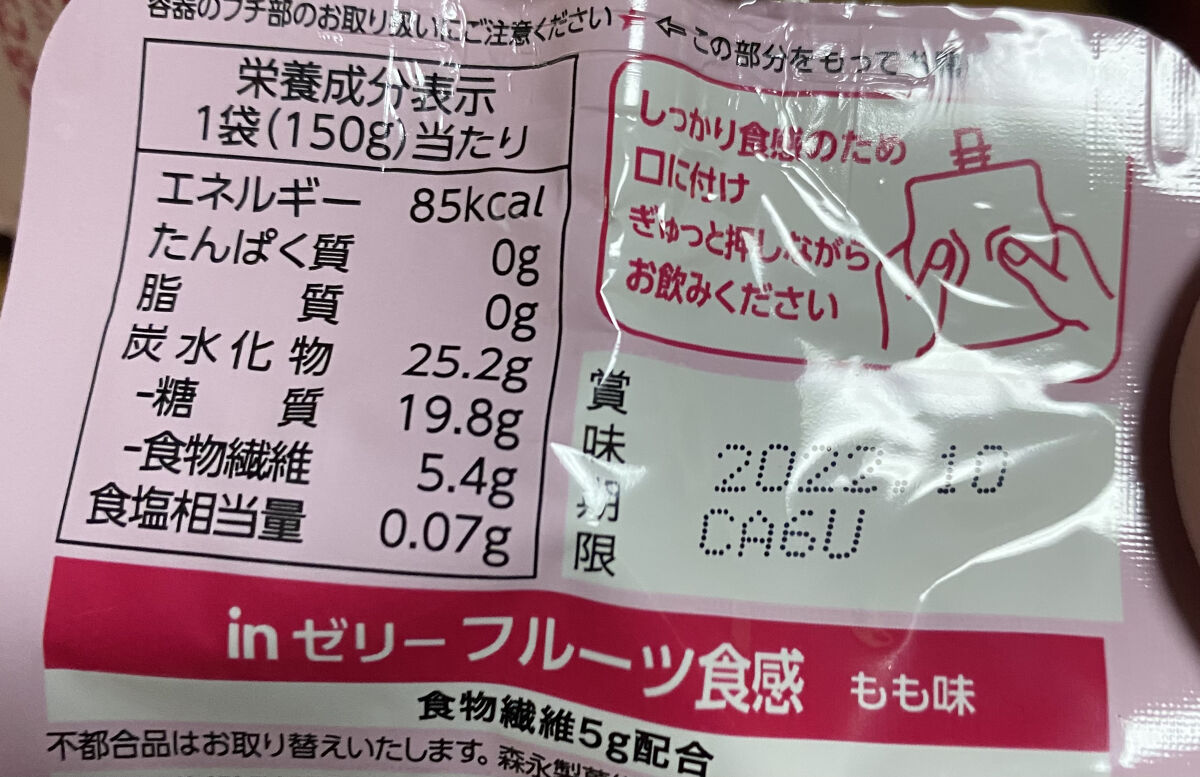 容器のフチ部のお取り扱いにご注意ください
⇐この部分をもって
栄養成分表示
1袋(150g)当たり
エネルギー 85kcal
たんぱく質 0g
脂質 0g
炭水化物 25.2g
-糖質 19.8g
-食物繊維 5.4g
食塩相当量 0.07g
しっかり食感のため
口に付け
ぎゅっと押しながら
お飲みください
賞味期限
2022.10
CA6U
inゼリー フルーツ食感 もも味
食物繊維5g配合
不都合品はお取り替えいたします。森永製菓